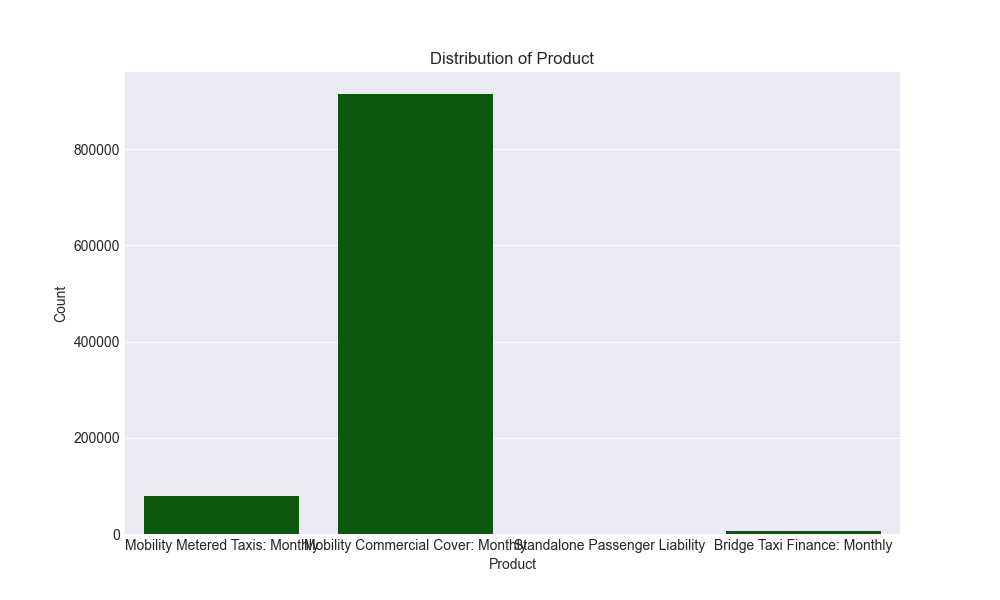 Distribution of Product
800000
600000
400000
200000
0
Count
Mobility Metered Taxis: Monthly
Mobility Commercial Cover: Monthly
Standalone Passenger Liability
Bridge Taxi Finance: Monthly
Product